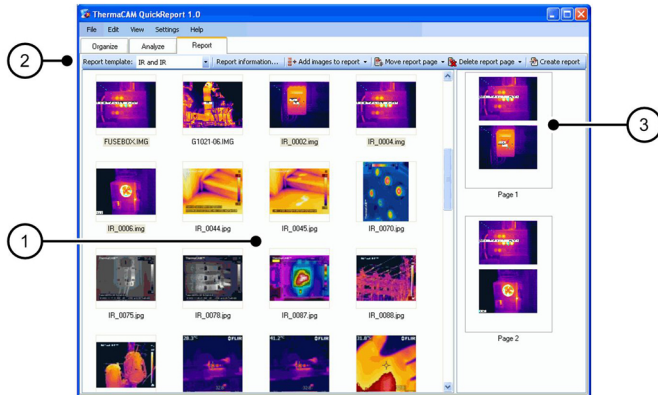 ThermaCAM QuickReport 1.0
File Edit View Settings Help
Organize Analyze Report
2
Report template: IR and IR Report information... Add images to report Move report page Delete report page Create report
FUSEBOX.IMG G1021-06.IMG IR_0002.img IR_0004.img
3
Page 1
IR_0006.img IR_0044.jpg IR_0045.jpg IR_0070.jpg
1
IR_0075.jpg IR_0078.jpg IR_0087.jpg IR_0088.jpg
Page 2